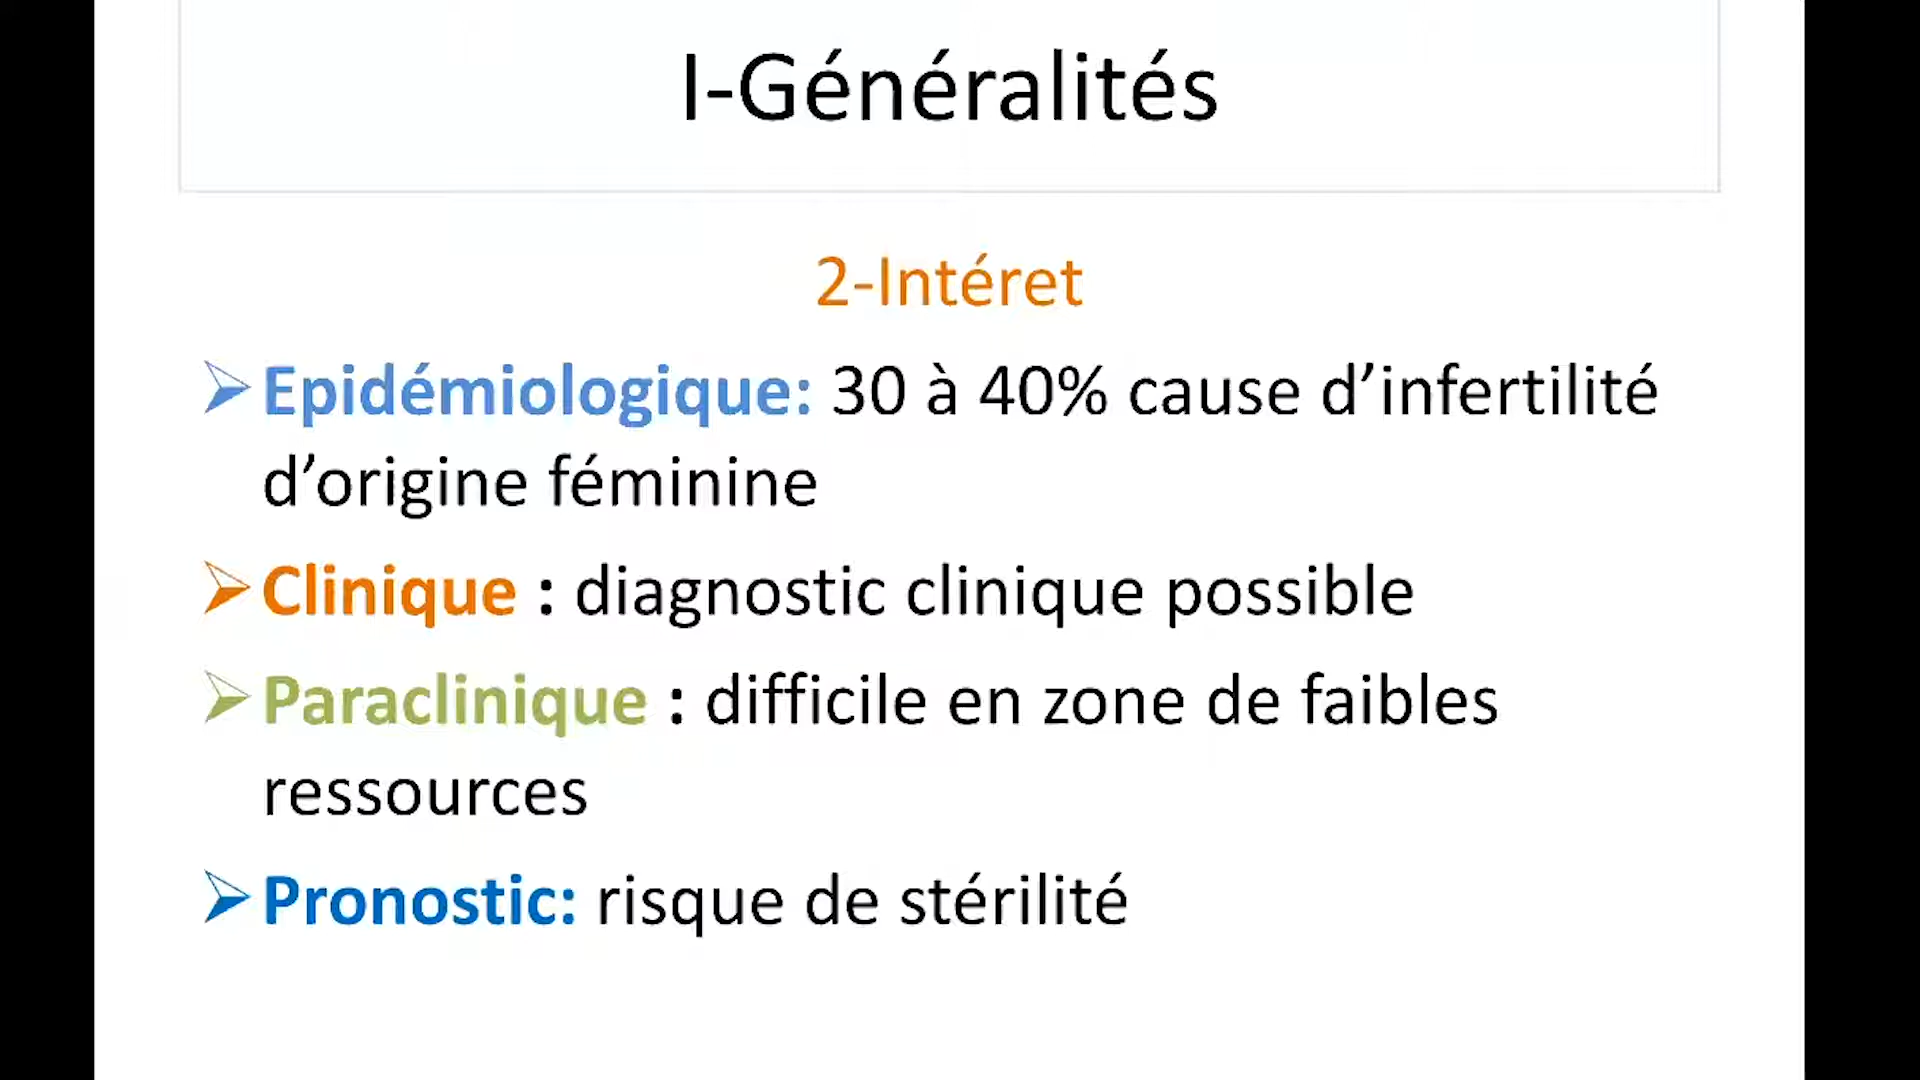 I-Généralités
2-Intéret
Epidémiologique: 30 à 40% cause d’infertilité
d’origine féminine
Clinique : diagnostic clinique possible
Paraclinique : difficile en zone de faibles
ressources
Pronostic: risque de stérilité